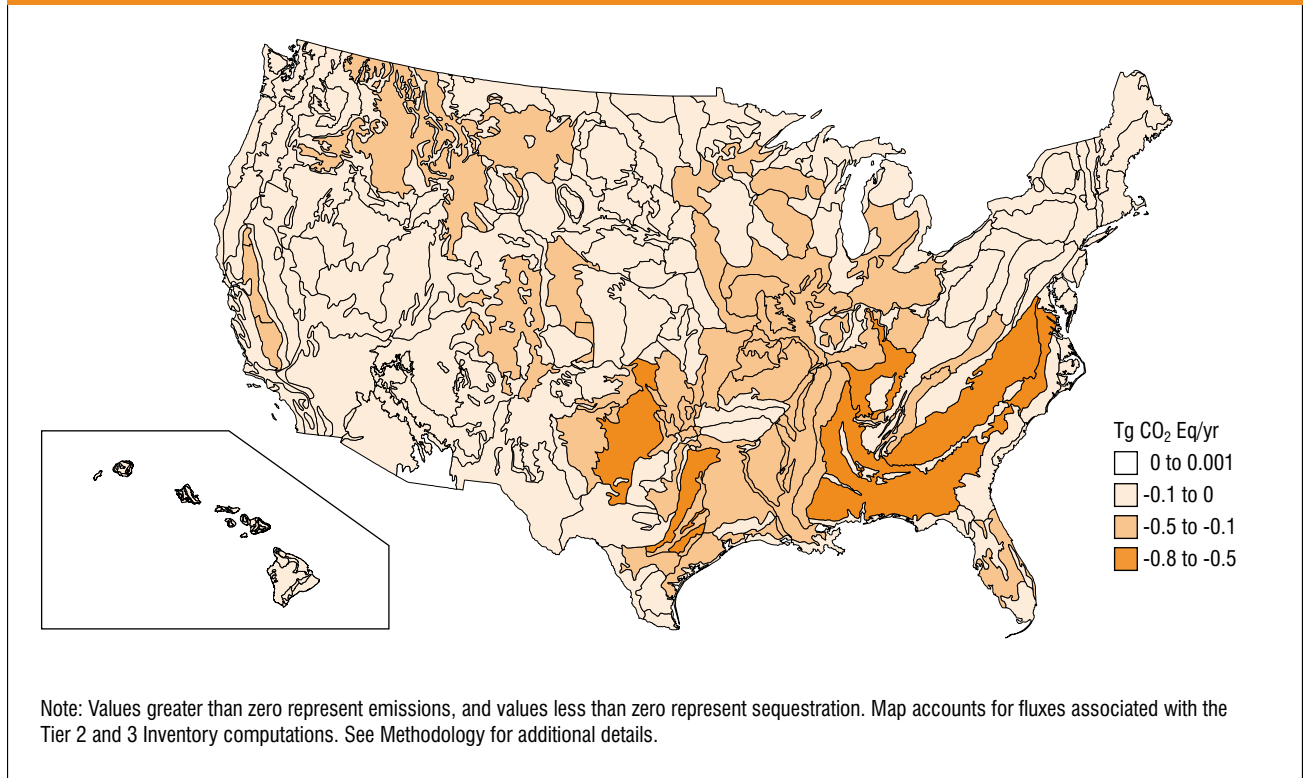 Tg CO₂ Eq/yr
0 to 0.001
-0.1 to 0
-0.5 to -0.1
-0.8 to -0.5
Note: Values greater than zero represent emissions, and values less than zero represent sequestration. Map accounts for fluxes associated with the
Tier 2 and 3 Inventory computations. See Methodology for additional details.